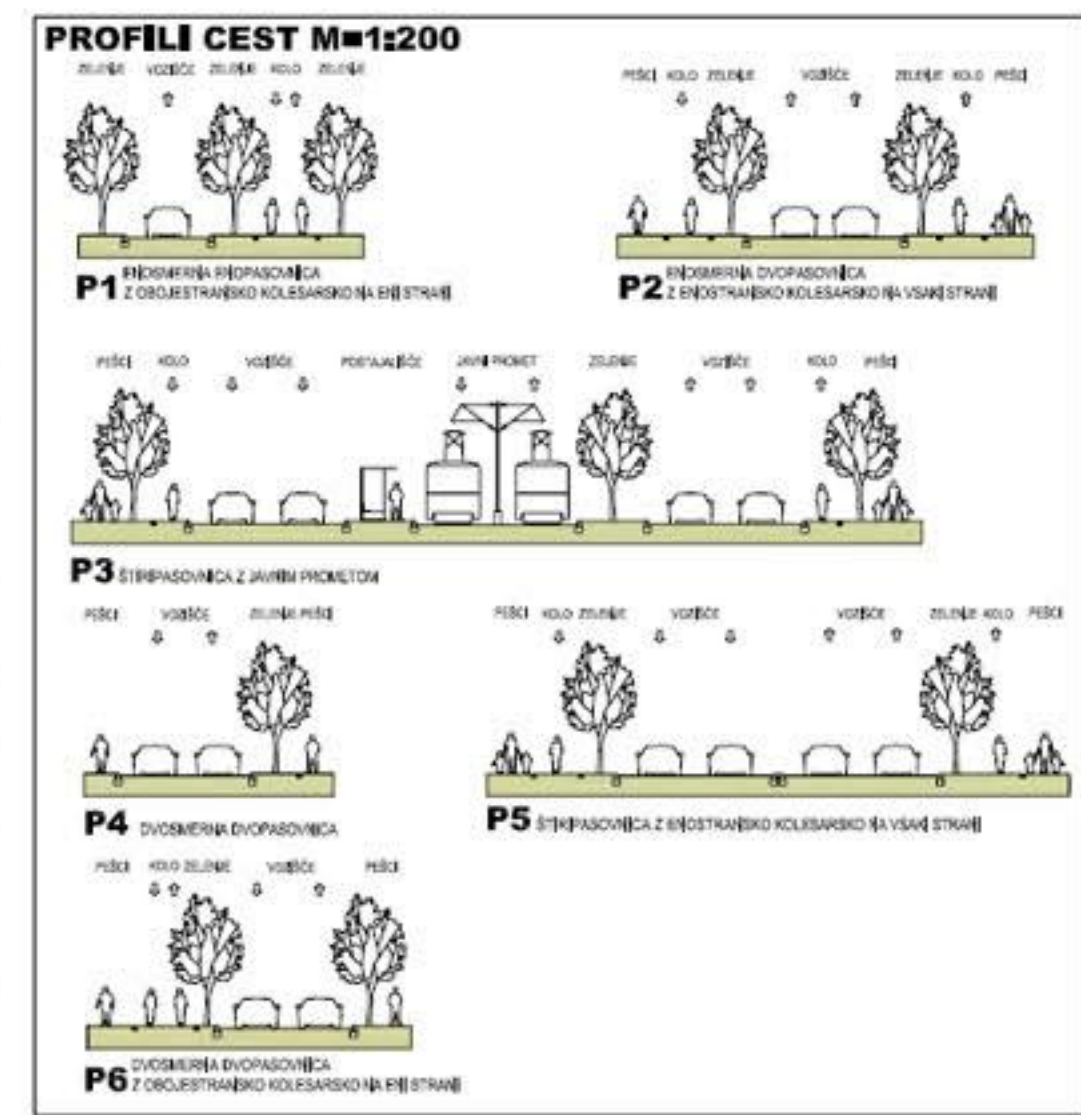 PROFILI CEST M=1:200
ZELENJE VOZIŠČE ZELENJE KOLO ZELENJE
P1 ENOSMERNA ENOPASOVNICA
Z OBOJESTRANSKO KOLESARSKO NA ENI STRANI
PEŠCI KOLO ZELENJE VOZIŠČE ZELENJE KOLO PEŠCI
P2 ENOSMERNA DVOPASOVNICA
Z ENOSTRANSKO KOLESARSKO NA VSAKI STRANI
PEŠCI KOLO VOZIŠČE POSTAJALIŠČE JAVNI PROMET ZELENJE VOZIŠČE KOLO PEŠCI
P3 ŠTIRIPASOVNICA Z JAVNIM PROMETOM
PEŠCI VOZIŠČE ZELENJE PEŠCI
P4 DVOSMERNA DVOPASOVNICA
PEŠCI KOLO ZELENJE VOZIŠČE VOZIŠČE ZELENJE KOLO PEŠCI
P5 ŠTIRIPASOVNICA Z ENOSTRANSKO KOLESARSKO NA VSAKI STRANI
PEŠCI KOLO ZELENJE VOZIŠČE PEŠCI
P6 DVOSMERNA DVOPASOVNICA
Z OBOJESTRANSKO KOLESARSKO NA ENI STRANI